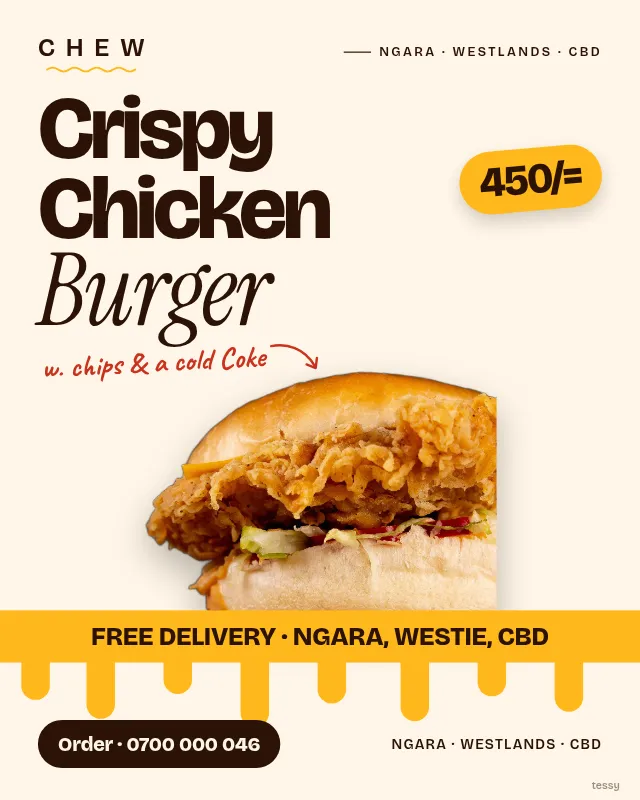 CHEW
NGARA · WESTLANDS · CBD
Crispy
Chicken
Burger
450/=
w. chips & a cold Coke
FREE DELIVERY · NGARA, WESTIE, CBD
Order · 0700 000 046
NGARA · WESTLANDS · CBD
tessy